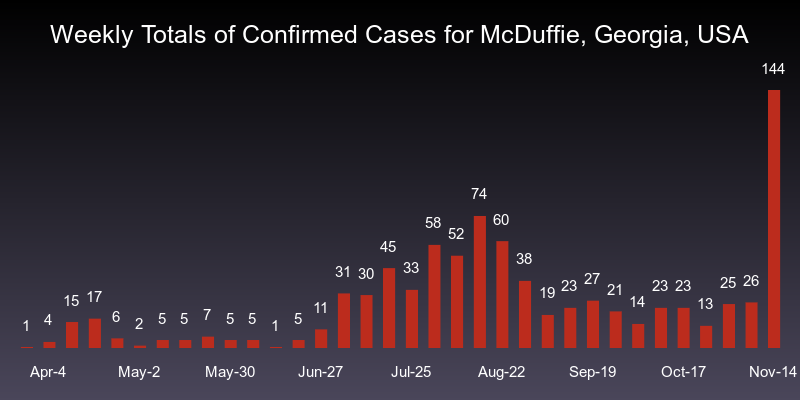 Weekly Totals of Confirmed Cases for McDuffie, Georgia, USA
1 4 15 17 6 2 5 5 7 5 5 1 5 11 31 30 45 33 58 52 74 60 38 19 23 27 21 14 23 23 13 25 26 144
Apr-4 May-2 May-30 Jun-27 Jul-25 Aug-22 Sep-19 Oct-17 Nov-14